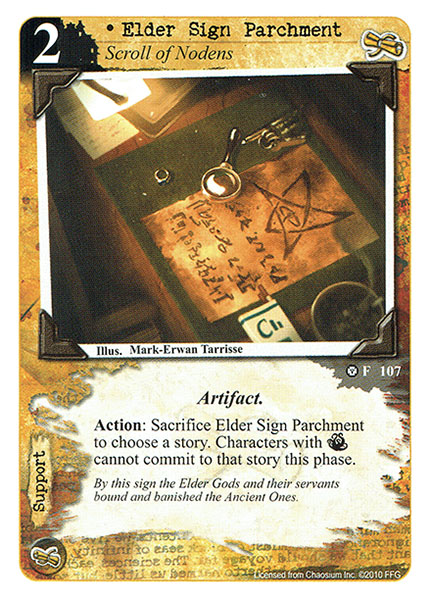 2
• Elder Sign Parchment
Scroll of Nodens
Illus. Mark-Erwan Tarrisse
F 107
Artifact.
Action: Sacrifice Elder Sign Parchment
to choose a story. Characters with
cannot commit to that story this phase.
By this sign the Elder Gods and their servants
bound and banished the Ancient Ones.
Support
Licensed from Chaosium Inc. ©2010 FFG